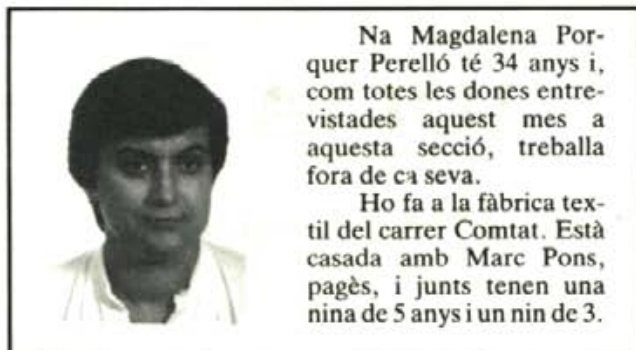 Na Magdalena Por-
quer Perelló té 34 anys i,
com totes les dones entre-
vistades aquest mes a
aquesta secció, treballa
fora de ca seva.
Ho fa a la fàbrica tex-
til del carrer Comtat. Està
casada amb Marc Pons,
pagès, i junts tenen una
nina de 5 anys i un nin de 3.